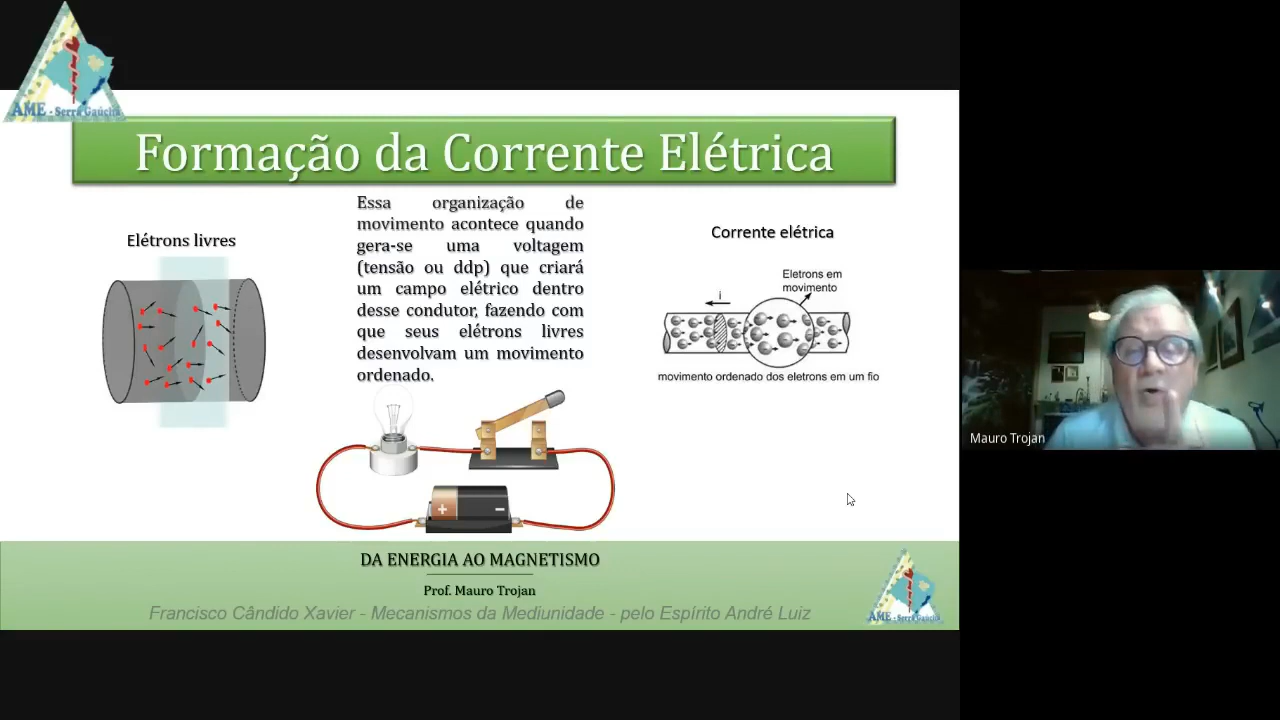 AME - Serra Gaúcha
Formação da Corrente Elétrica
Elétrons livres
Essa organização de
movimento acontece quando
gera-se uma voltagem
(tensão ou ddp) que criará
um campo elétrico dentro
desse condutor, fazendo com
que seus elétrons livres
desenvolvam um movimento
ordenado.
+
-
Corrente elétrica
Eletrons em
movimento
i
movimento ordenado dos eletrons em um fio
Mauro Trojan
DA ENERGIA AO MAGNETISMO
Prof. Mauro Trojan
Francisco Cândido Xavier - Mecanismos da Mediunidade - pelo Espírito André Luiz
AME - Serra Gaúcha